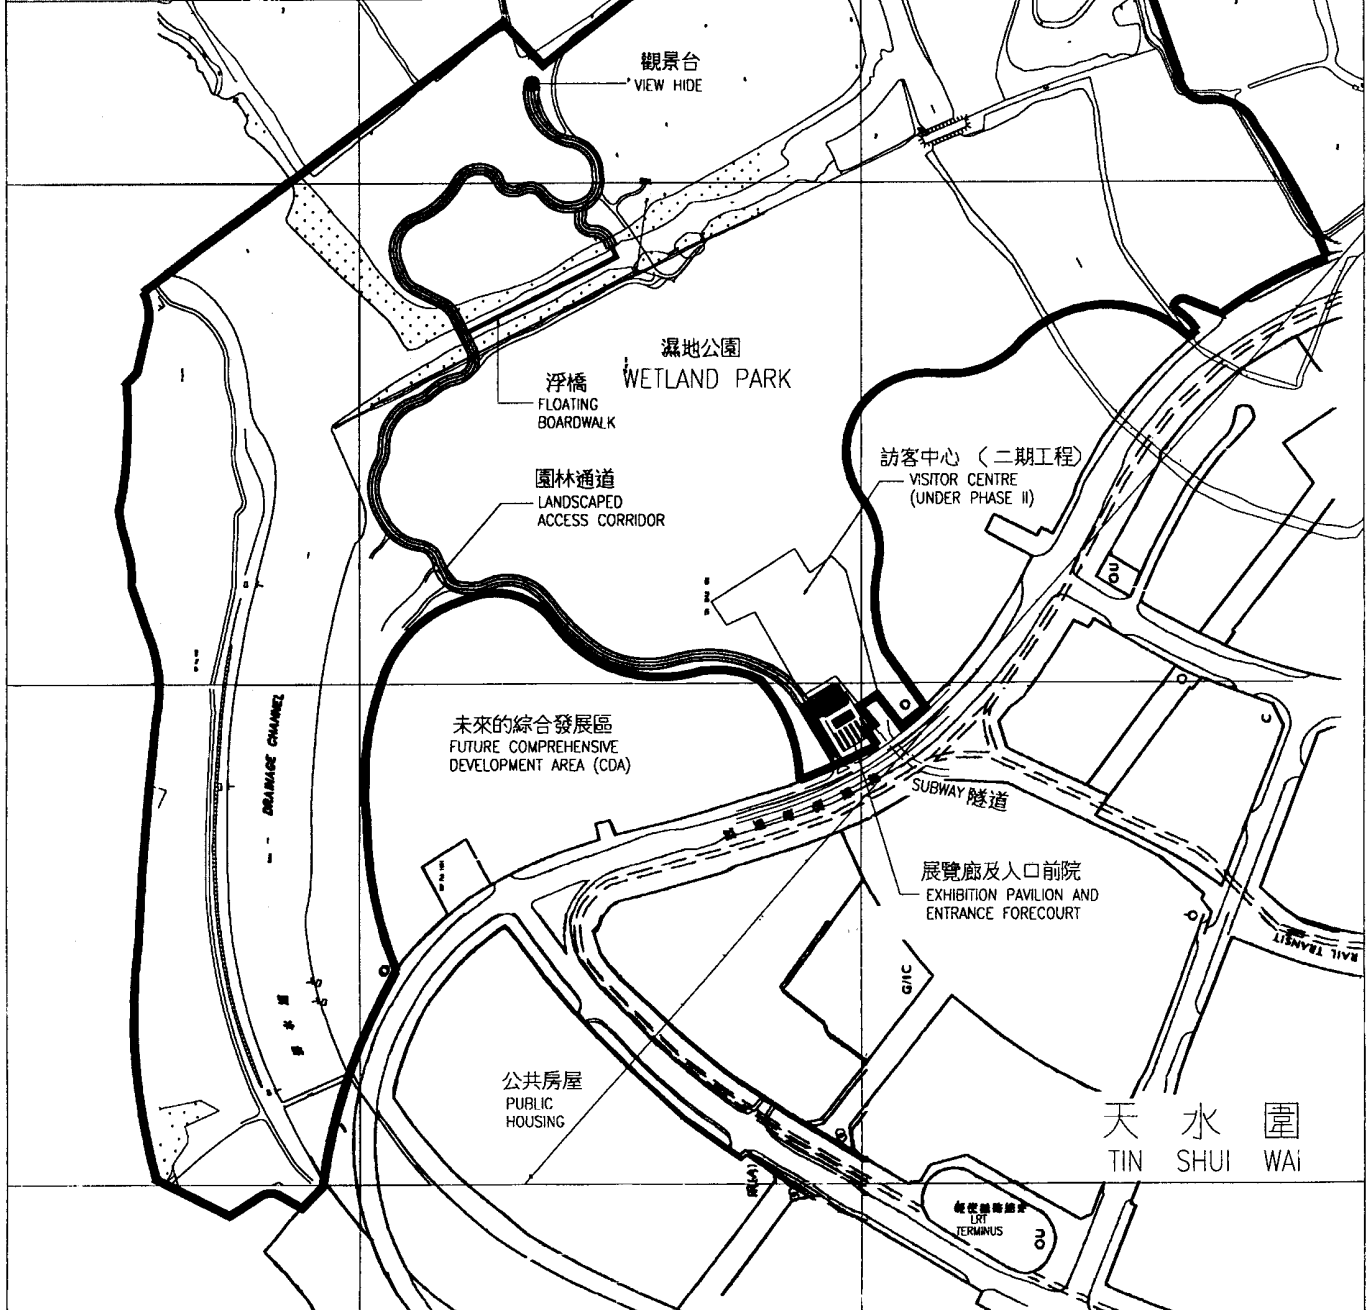 觀景台
VIEW HIDE
濕地公園
WETLAND PARK
浮橋
FLOATING
BOARDWALK
訪客中心（二期工程）
VISITOR CENTRE
(UNDER PHASE II)
園林通道
LANDSCAPED
ACCESS CORRIDOR
OU
未來的綜合發展區
FUTURE COMPREHENSIVE
DEVELOPMENT AREA (CDA)
DRAINAGE CHANNEL
SUBWAY 隧道
展覽廊及入口前院
EXHIBITION PAVILION AND
ENTRANCE FORECOURT
RAIL TRANSIT
G/IC
公共房屋
PUBLIC
HOUSING
天水圍
TIN SHUI WAI
LRT
TERMINUS
OU